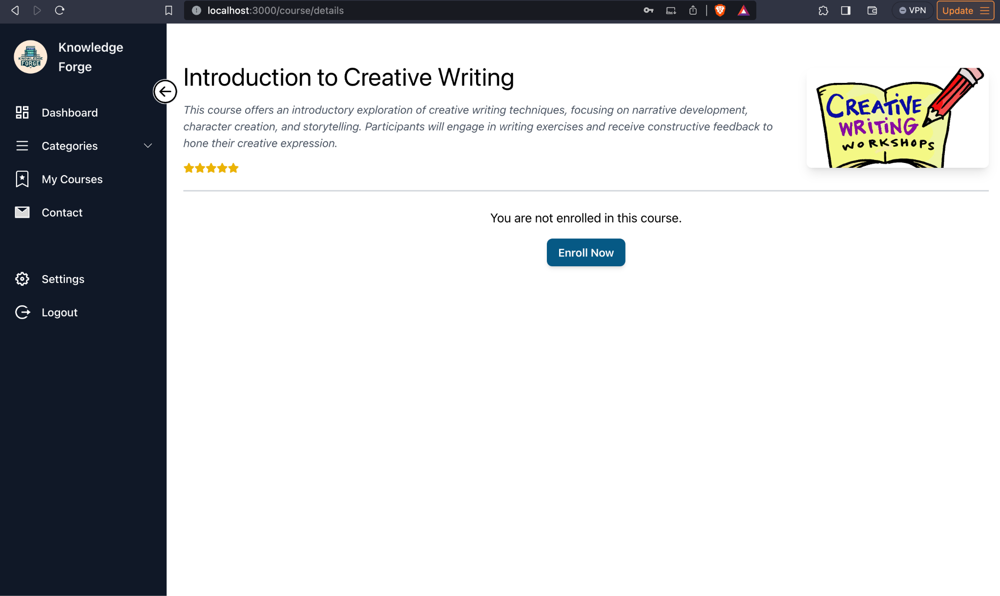 localhost:3000/course/details
VPN
Update
Knowledge
Forge
KNOWLEDGE
FORGE
Dashboard
Categories
My Courses
Contact
Settings
Logout
Introduction to Creative Writing
This course offers an introductory exploration of creative writing techniques, focusing on narrative development,
character creation, and storytelling. Participants will engage in writing exercises and receive constructive feedback to
hone their creative expression.
CREATiVE
WRiTiNG
WORKSHOPS
You are not enrolled in this course.
Enroll Now